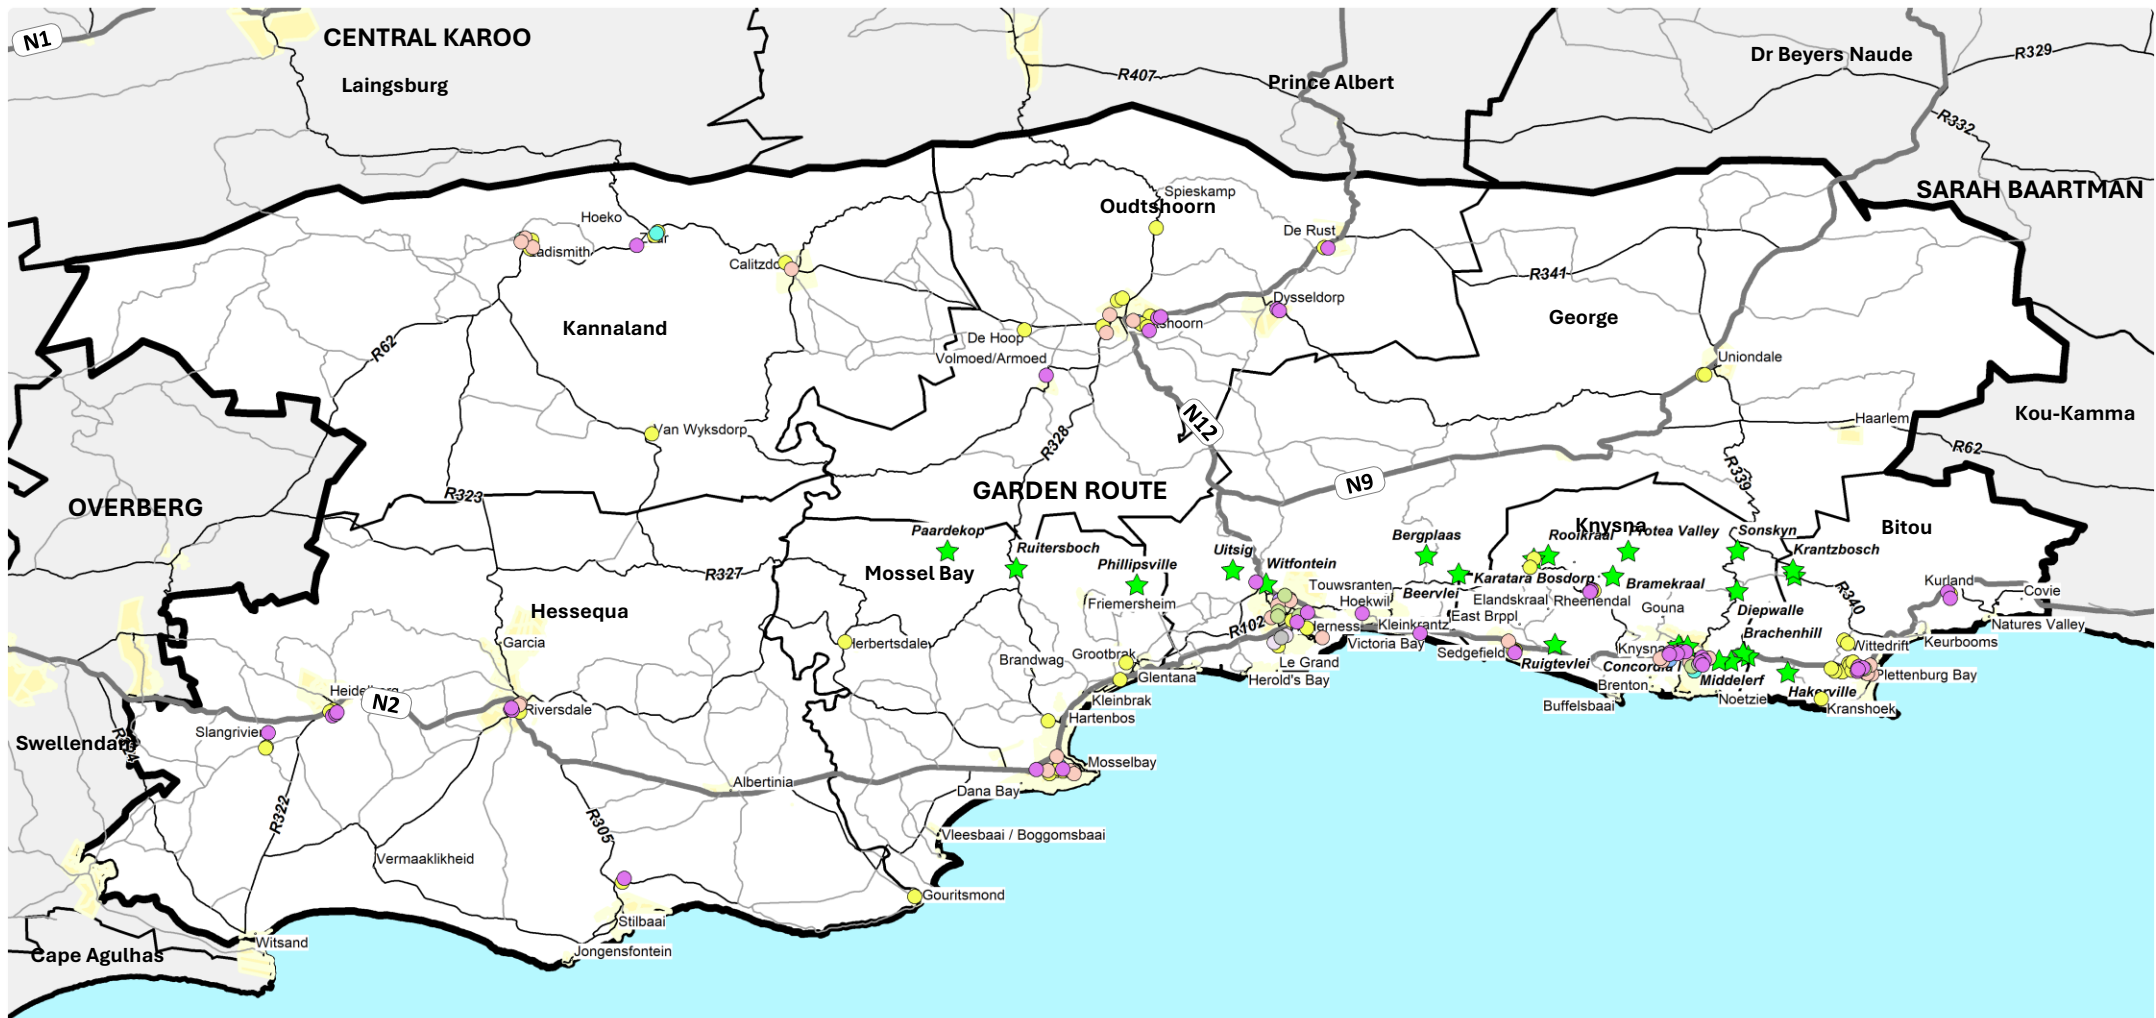 N1
CENTRAL KAROO
Laingsburg
R407
Prince Albert
Dr Beyers Naude
R329
R332
SARAH BAARTMAN
Spieskamp
Oudtshoorn
Hoeko
De Rust
Calitzdo
R341
Dysseldorp
George
Kannaland
R62
De Hoop
Volmoed/Armoed
Uniondale
N12
Kou-Kamma
Haarlem
R62
Van Wyksdorp
R328
R339
N9
R323
GARDEN ROUTE
OVERBERG
Bitou
Knysna
Paardekop
Ruitersboch
Bergplaas
Rooikraal
Protea Valley
Sonskyn
Krantzbosch
Uitsig
Witfontein
Phillipsville
Mossel Bay
R327
Touwsranten
Karatara Bosdorp
Bramekraal
Beervlei
Kurland
Covie
R340
Hessequa
Friemersheim
Hoekwil
Elandskraal
Rheenendal
Gouna
Diepwalle
East Brppl
Natures Valley
R102
Kleinkrantz
Brachenhill
Keurbooms
Garcia
Herbertsdale
Victoria Bay
Sedgefield
Knysna
Wittedrift
Brandwag
Grootbrak
Le Grand
Ruigtevlei
Concordia
Glentana
Herold's Bay
Middelerf
Plettenburg Bay
Brenton
Hakerville
Kleinbrak
Noetzie
Buffelsbaai
Kranshoek
N2
Riversdale
Hartenbos
Slangrivier
Swellendam
Mosselbay
Albertinia
Dana Bay
R322
R305
Vleesbaai / Boggomsbaai
Vermaaklikheid
Gouritsmond
Stilbaai
Witsand
Jongensfontein
Cape Agulhas